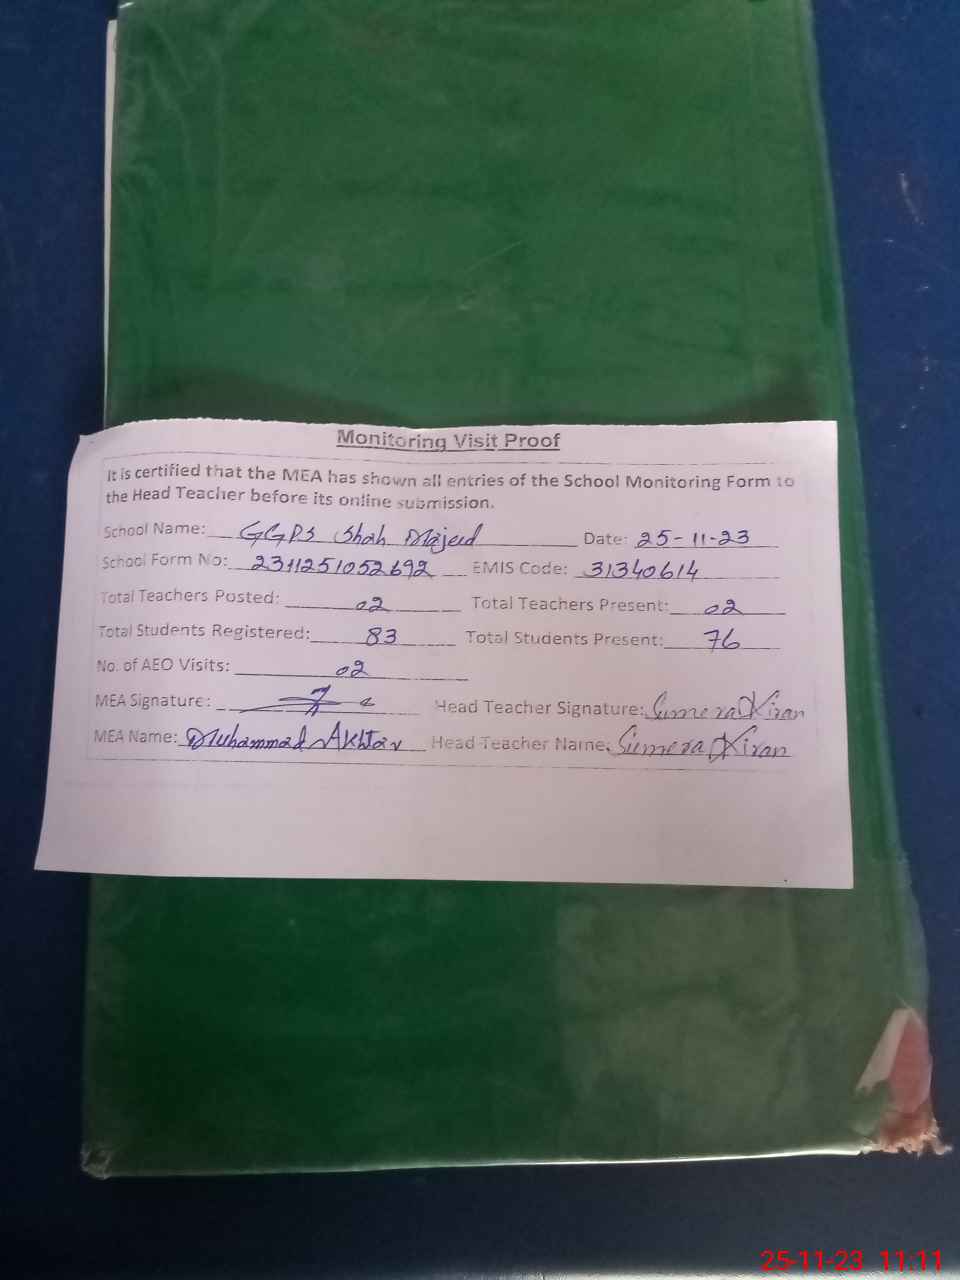 Monitoring Visit Proof
It is certified that the MEA has shown all entries of the School Monitoring Form to
the Head Teacher before its online submission.
School Name: GGPS Shah Majeed Date: 25-11-23
School Form No: 2311251052692 EMIS Code: 31340614
Total Teachers Posted: 02 Total Teachers Present: 02
Total Students Registered: 83 Total Students Present: 76
No. of AEO Visits: 02
MEA Signature: Head Teacher Signature: Sumera Kiran
MEA Name: Muhammad Akhtar Head Teacher Name: Sumera Kiran
25-11-23 11:11